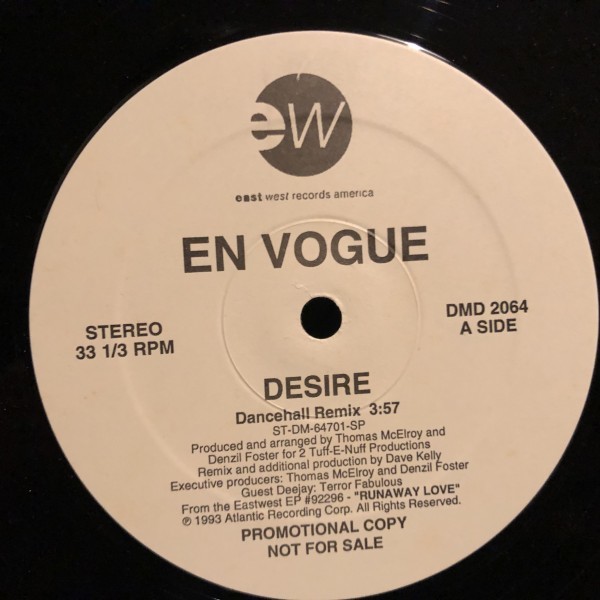 ew
east west records america
EN VOGUE
STEREO
33 1/3 RPM
DMD 2064
A SIDE
DESIRE
Dancehall Remix 3:57
ST-DM-64701-SP
Produced and arranged by Thomas McElroy and
Denzil Foster for 2 Tuff-E-Nuff Productions
Remix and additional production by Dave Kelly
Executive producers: Thomas McElroy and Denzil Foster
Guest Deejay: Terror Fabulous
From the Eastwest EP #92296 - "RUNAWAY LOVE"
℗ 1993 Atlantic Recording Corp. All Rights Reserved.
PROMOTIONAL COPY
NOT FOR SALE